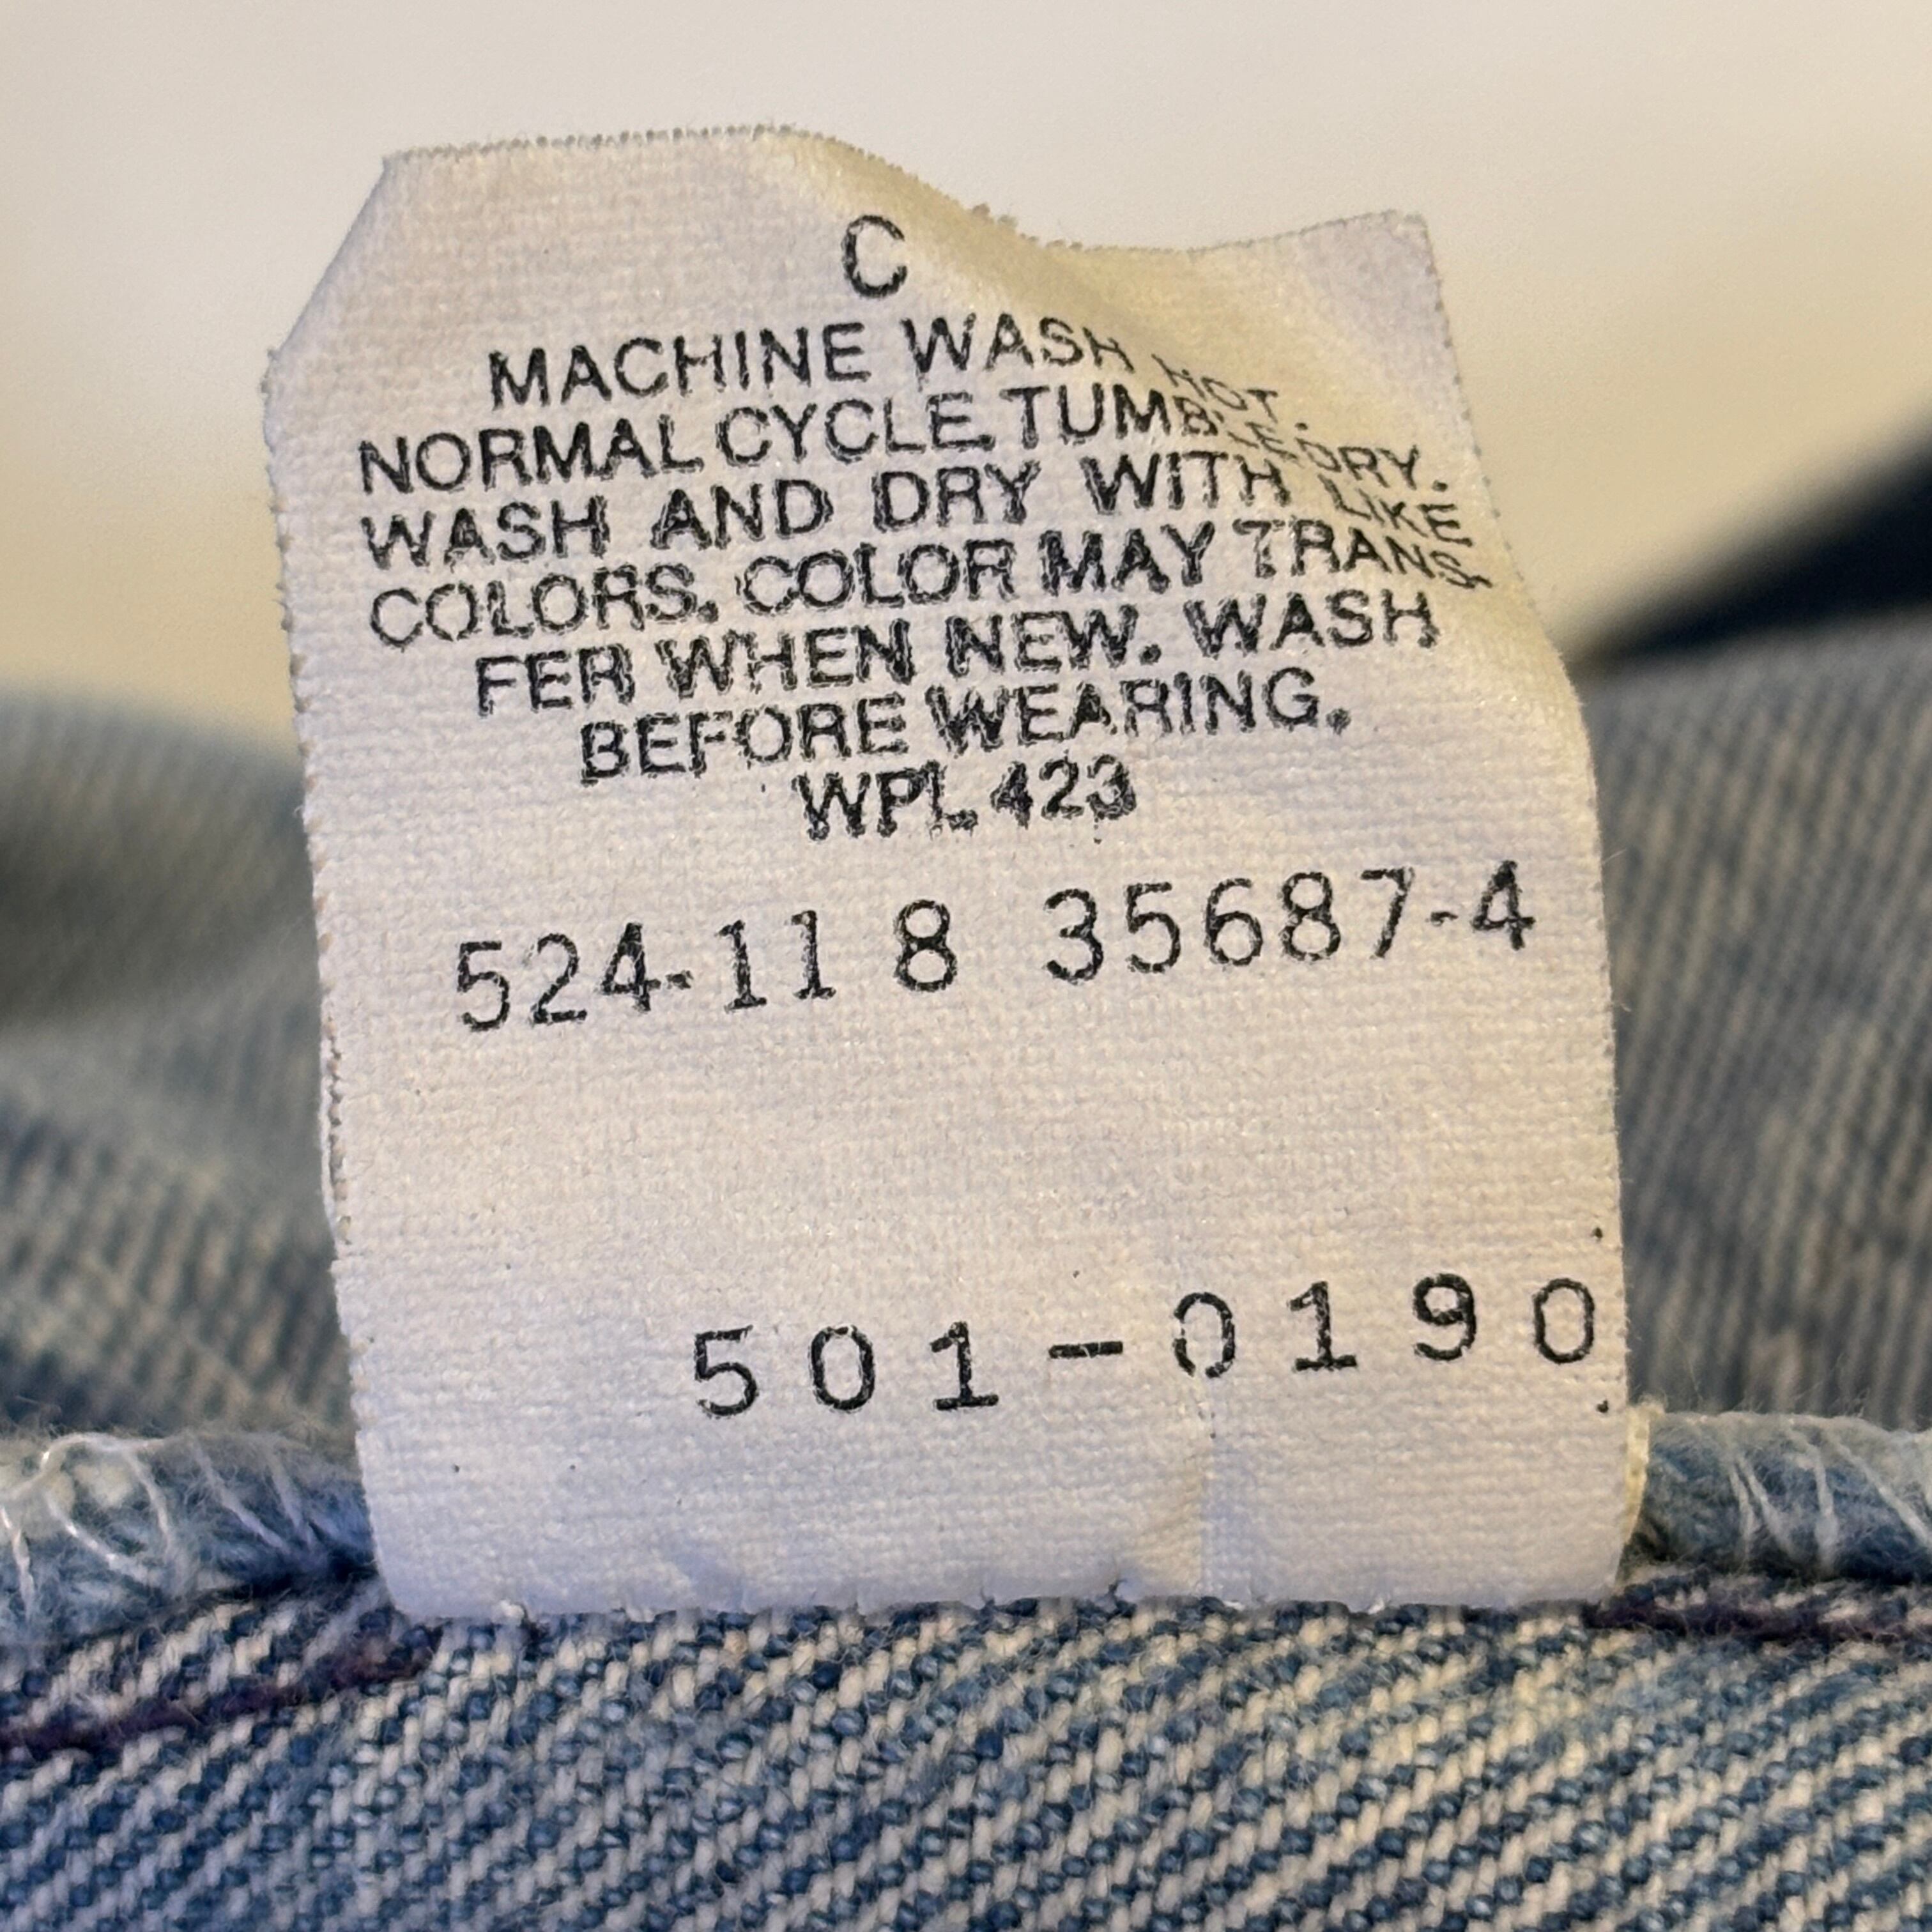 C
MACHINE WASH HOT.
NORMAL CYCLE. TUMBLE DRY.
WASH AND DRY WITH LIKE
COLORS. COLOR MAY TRANS-
FER WHEN NEW. WASH
BEFORE WEARING.
WPL 423
524-11 8 35687-4
501-0190